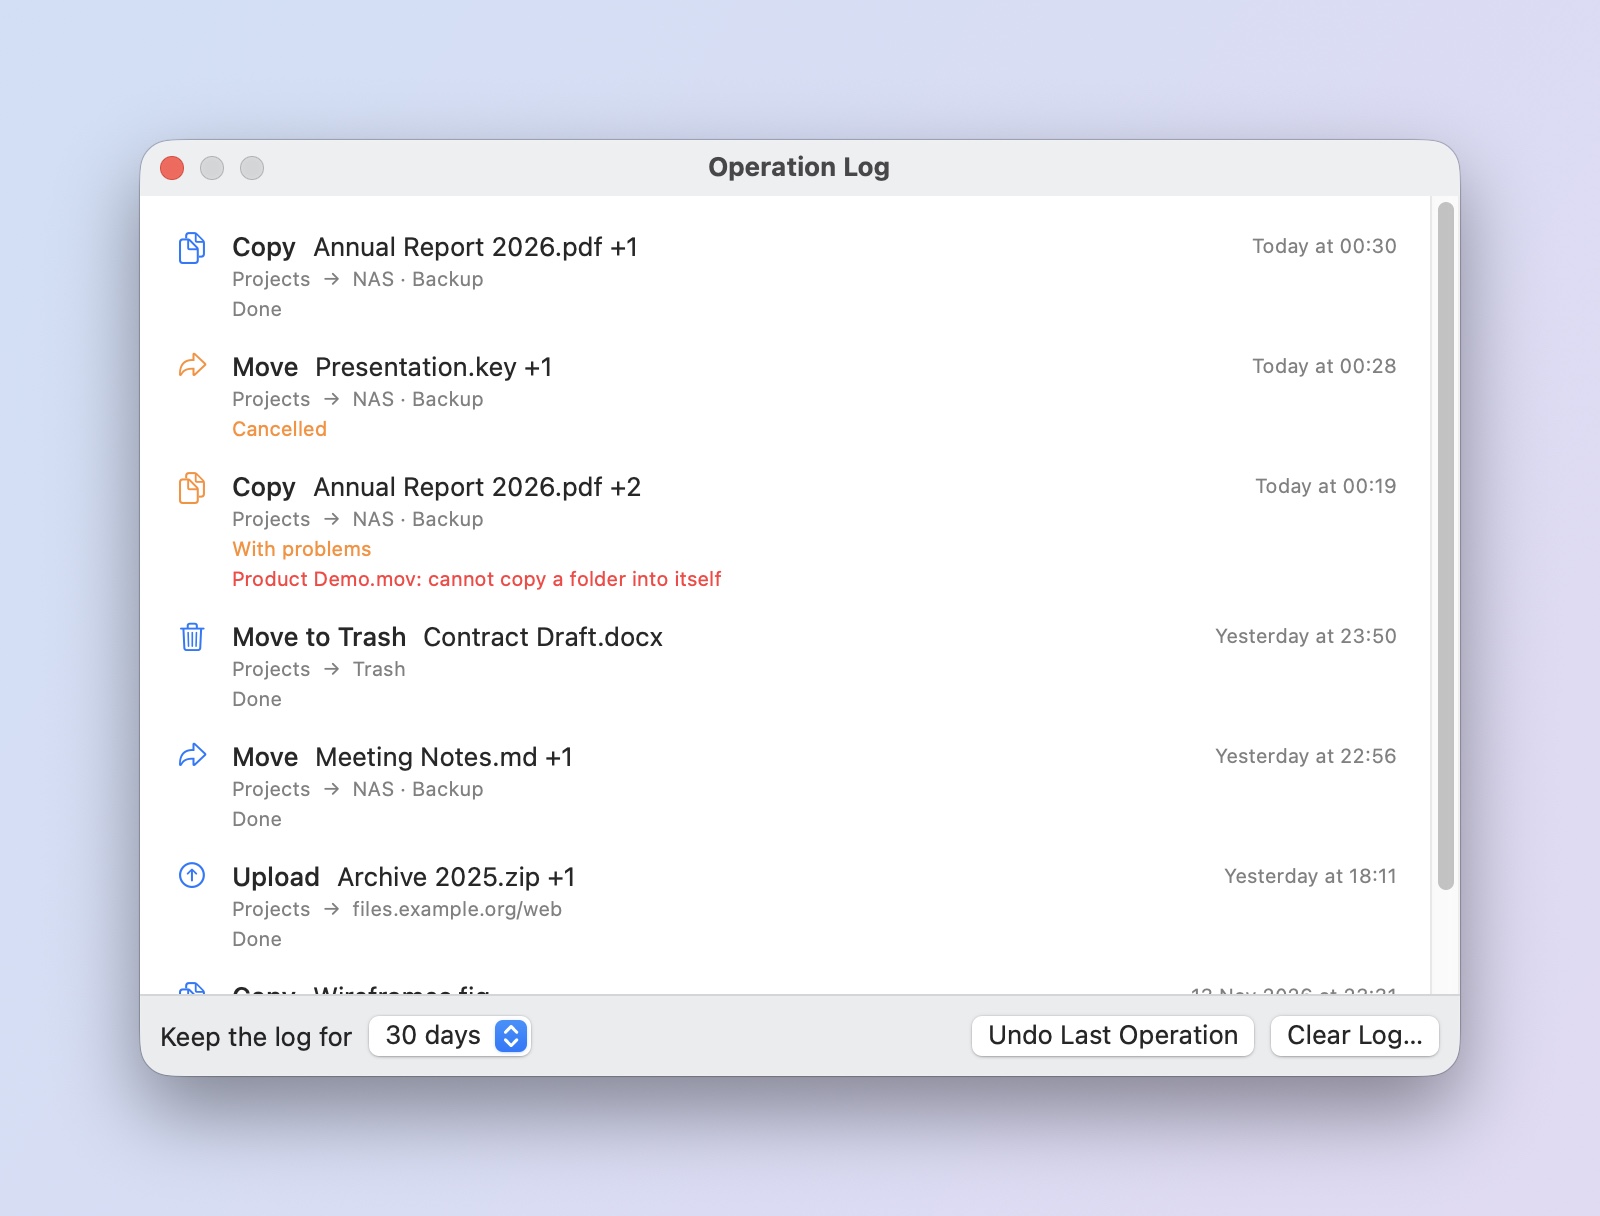 Operation Log
Copy Annual Report 2026.pdf +1 Today at 00:30
Projects → NAS · Backup
Done
Move Presentation.key +1 Today at 00:28
Projects → NAS · Backup
Cancelled
Copy Annual Report 2026.pdf +2 Today at 00:19
Projects → NAS · Backup
With problems
Product Demo.mov: cannot copy a folder into itself
Move to Trash Contract Draft.docx Yesterday at 23:50
Projects → Trash
Done
Move Meeting Notes.md +1 Yesterday at 22:56
Projects → NAS · Backup
Done
Upload Archive 2025.zip +1 Yesterday at 18:11
Projects → files.example.org/web
Done
Copy Wireframes.fig
Keep the log for 30 days Undo Last Operation Clear Log...